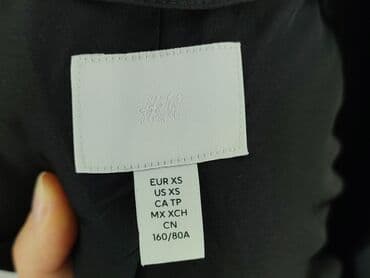 H&M
EUR XS
US XS
CA TP
MX XCH
CN
160/80A